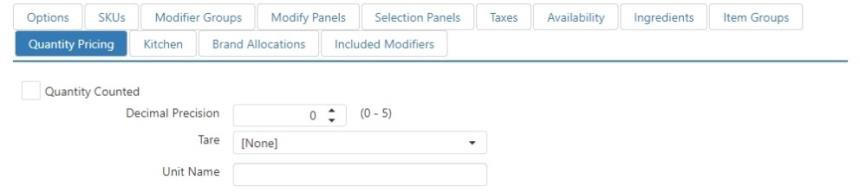 Options SKUs Modifier Groups Modify Panels Selection Panels Taxes Availability Ingredients Item Groups
Quantity Pricing Kitchen Brand Allocations Included Modifiers
Quantity Counted
Decimal Precision 0 (0 - 5)
Tare [None]
Unit Name